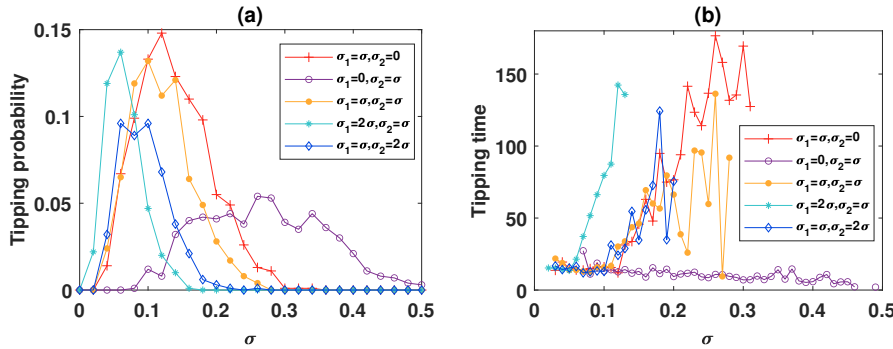 (a)
Tipping probability
0.15
0.1
0.05
0
0 0.1 0.2 0.3 0.4 0.5
σ
σ₁=σ,σ₂=0
σ₁=0,σ₂=σ
σ₁=σ,σ₂=σ
σ₁=2σ,σ₂=σ
σ₁=σ,σ₂=2σ
(b)
Tipping time
150
100
50
0
0 0.1 0.2 0.3 0.4 0.5
σ
σ₁=σ,σ₂=0
σ₁=0,σ₂=σ
σ₁=σ,σ₂=σ
σ₁=2σ,σ₂=σ
σ₁=σ,σ₂=2σ